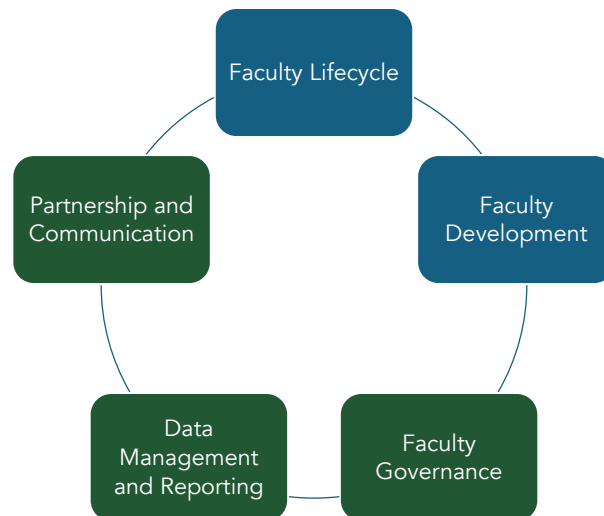 Faculty Lifecycle
Partnership and
Communication
Faculty
Development
Data
Management
and Reporting
Faculty
Governance